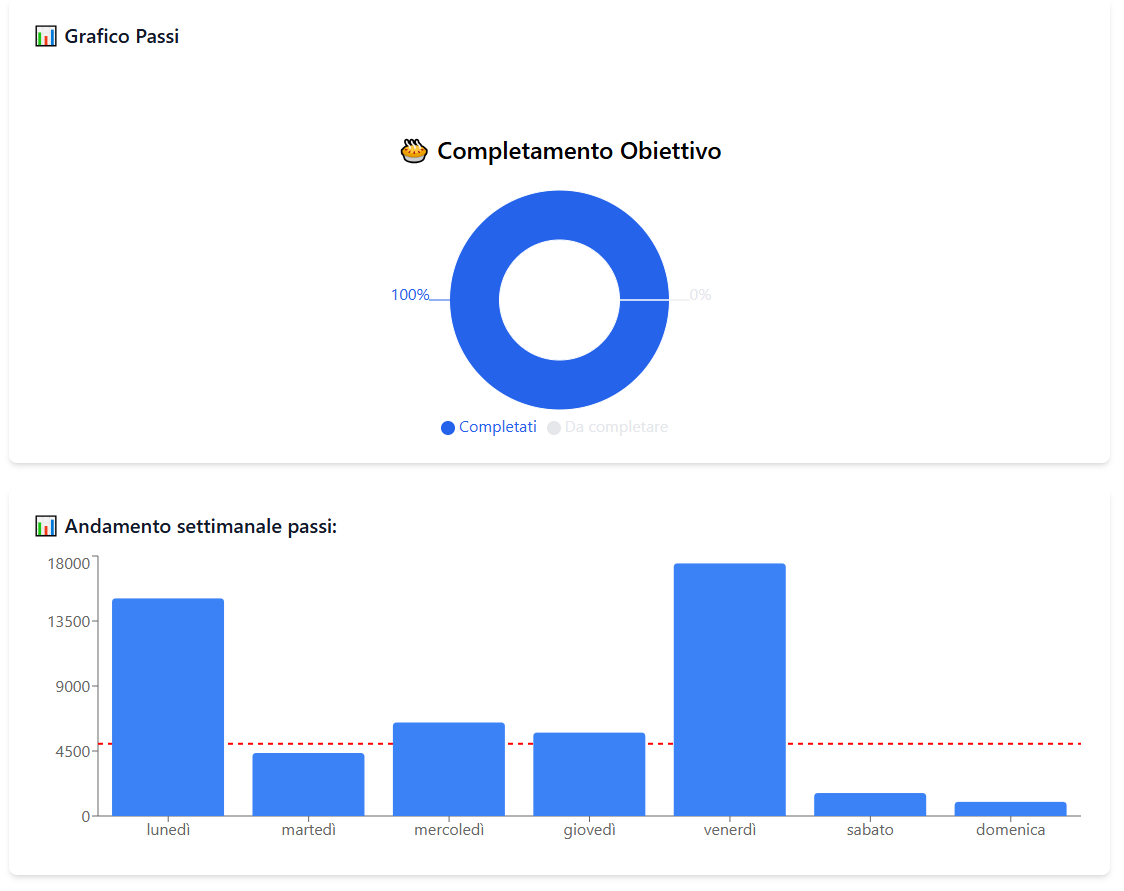 Grafico Passi
Completamento Obiettivo
100%
0%
Completati
Da completare
Andamento settimanale passi:
18000
13500
9000
4500
0
lunedì martedì mercoledì giovedì venerdì sabato domenica